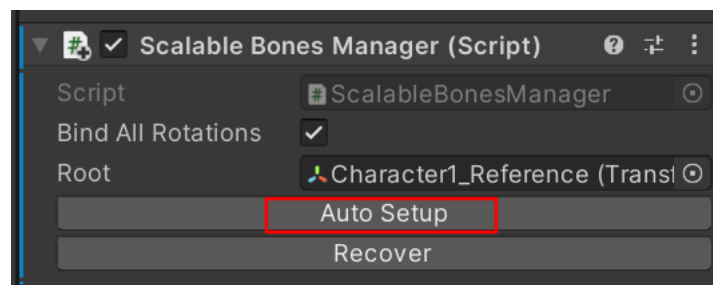 Scalable Bones Manager (Script)
Script ScalableBonesManager
Bind All Rotations
Root Character1_Reference (Transf
Auto Setup
Recover